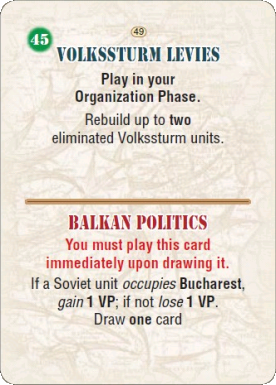 49
45
VOLKSSTURM LEVIES
Play in your
Organization Phase.
Rebuild up to two
eliminated Volkssturm units.
BALKAN POLITICS
You must play this card
immediately upon drawing it.
If a Soviet unit occupies Bucharest,
gain 1 VP; if not lose 1 VP.
Draw one card